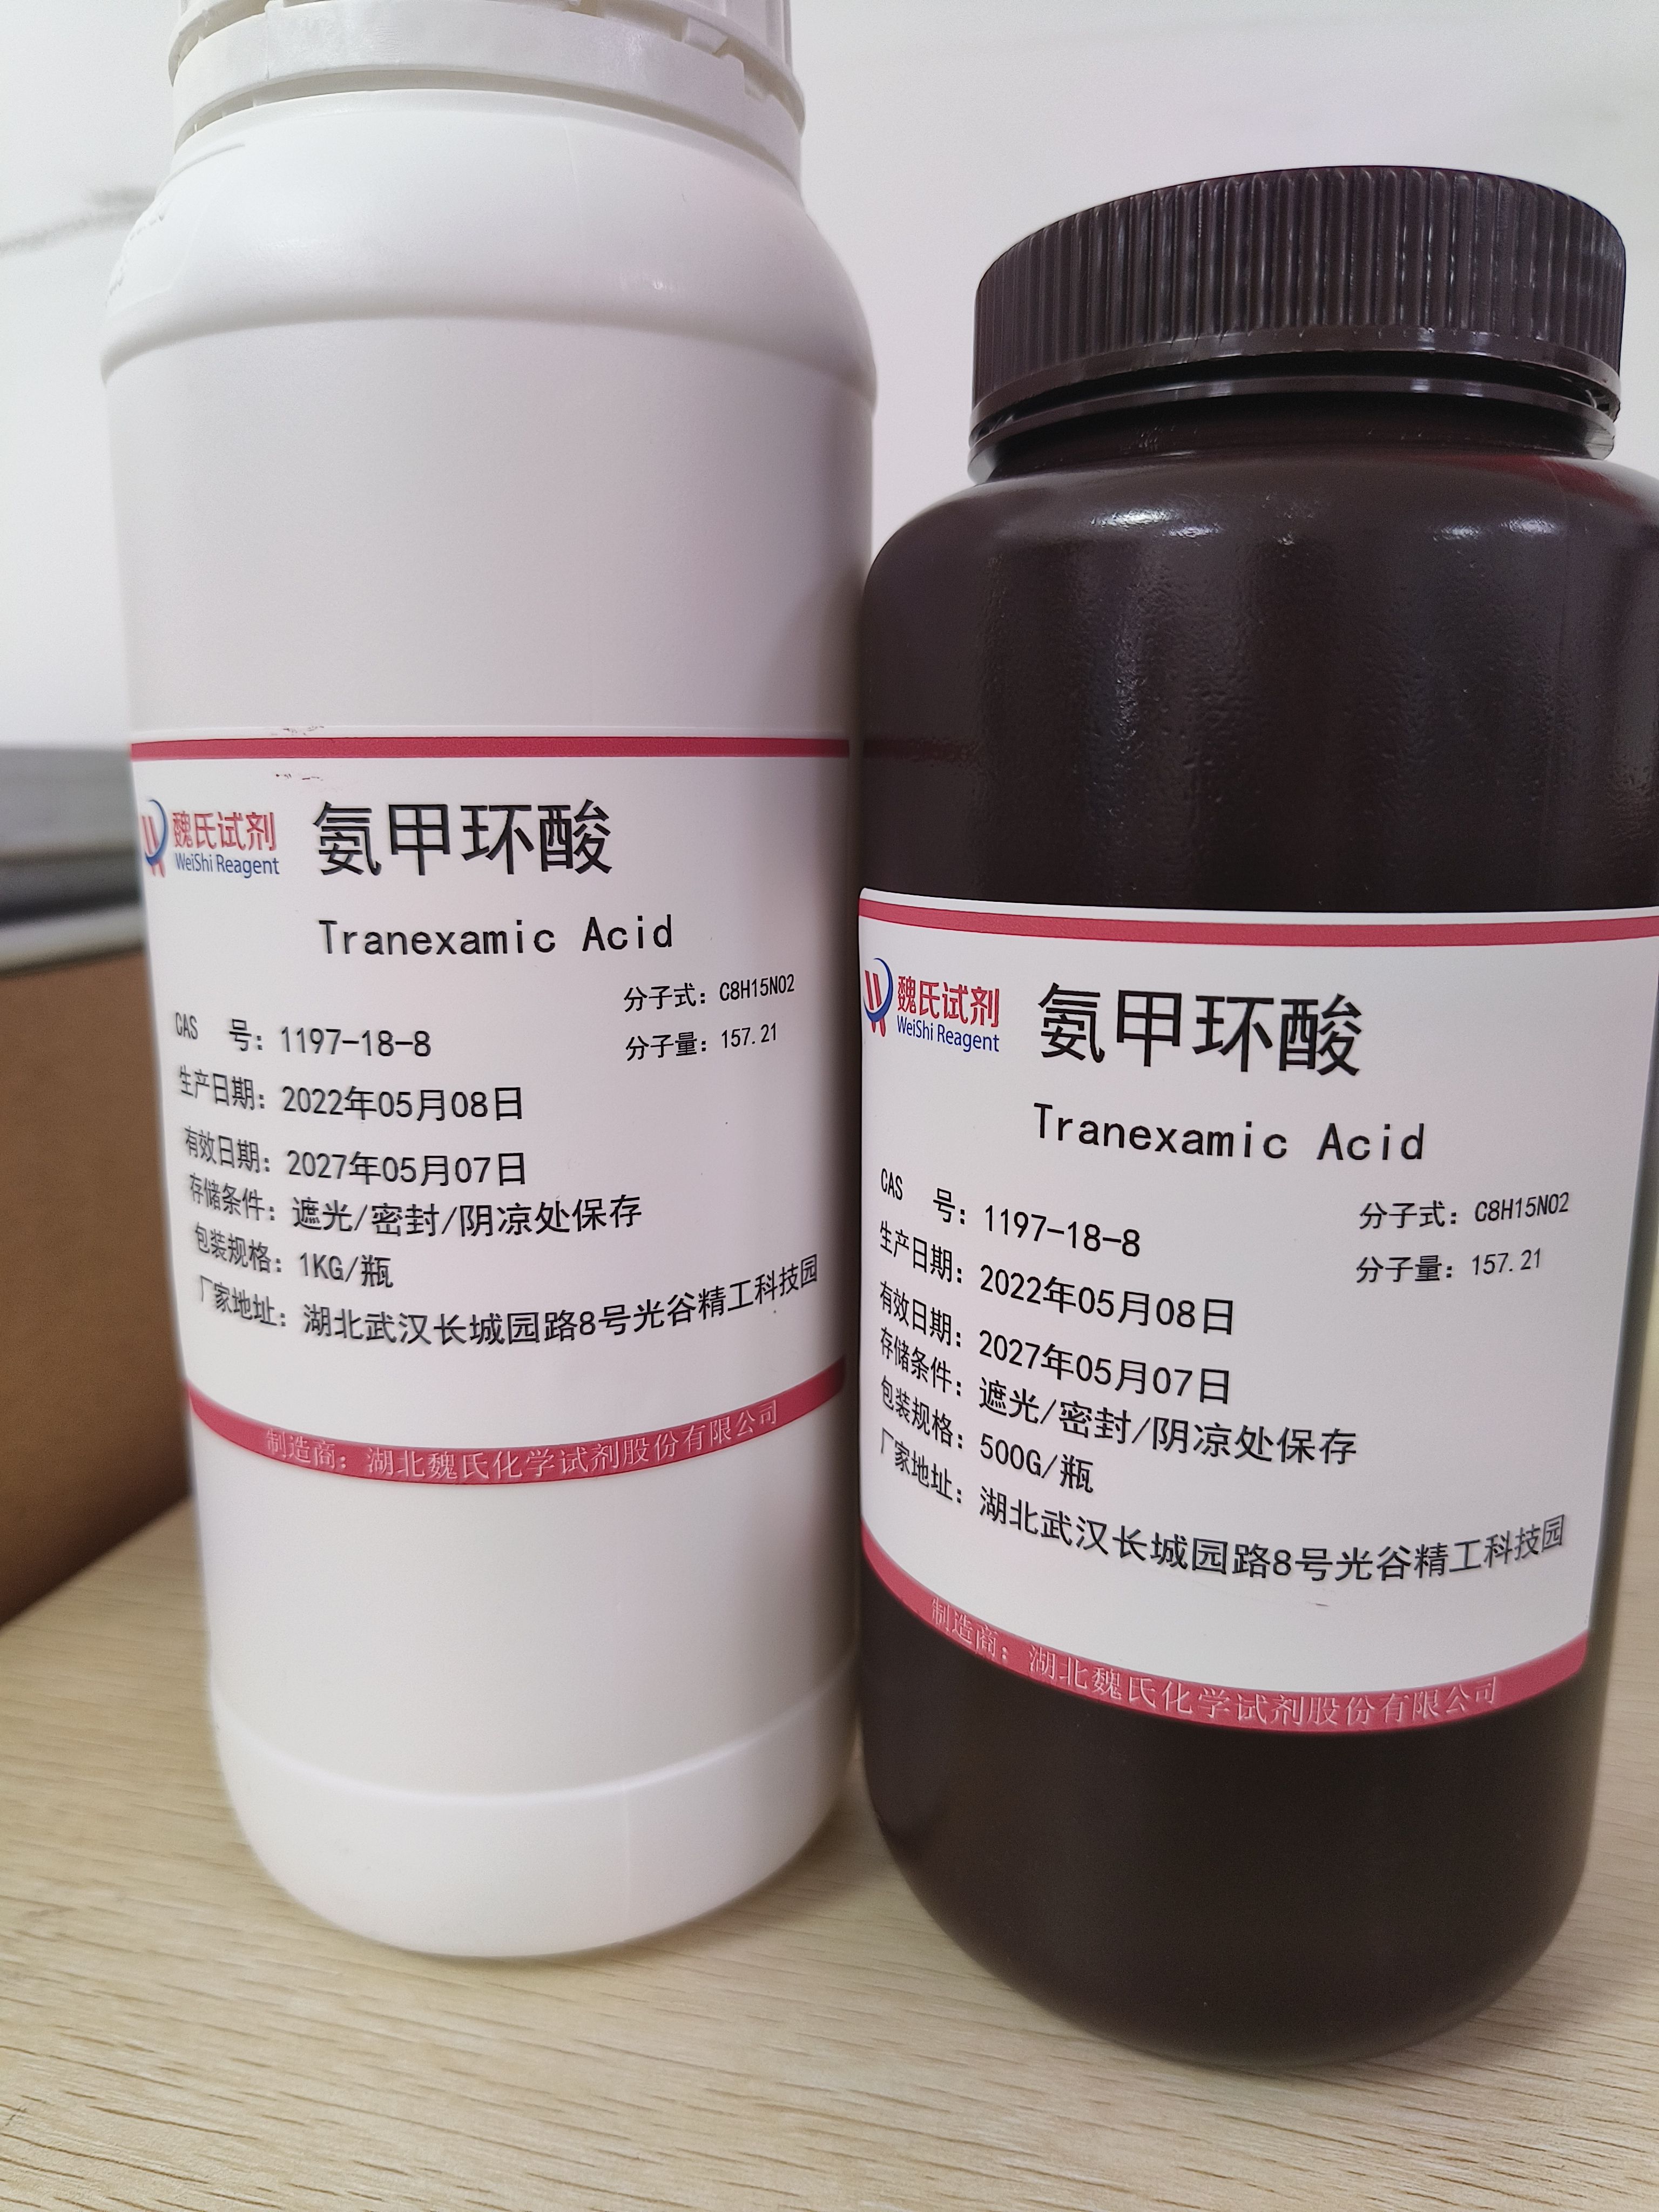 魏氏试剂
WeiShi Reagent
氨甲环酸
Tranexamic Acid
分子式：C8H15NO2
CAS 号：1197-18-8
分子量：157.21
生产日期：2022年05月08日
有效日期：2027年05月07日
存储条件：遮光/密封/阴凉处保存
包装规格：1KG/瓶
厂家地址：湖北武汉长城园路8号光谷精工科技园
制造商：湖北魏氏化学试剂股份有限公司
魏氏试剂
WeiShi Reagent
氨甲环酸
Tranexamic Acid
分子式：C8H15NO2
CAS 号：1197-18-8
分子量：157.21
生产日期：2022年05月08日
有效日期：2027年05月07日
存储条件：遮光/密封/阴凉处保存
包装规格：500G/瓶
厂家地址：湖北武汉长城园路8号光谷精工科技园
制造商：湖北魏氏化学试剂股份有限公司